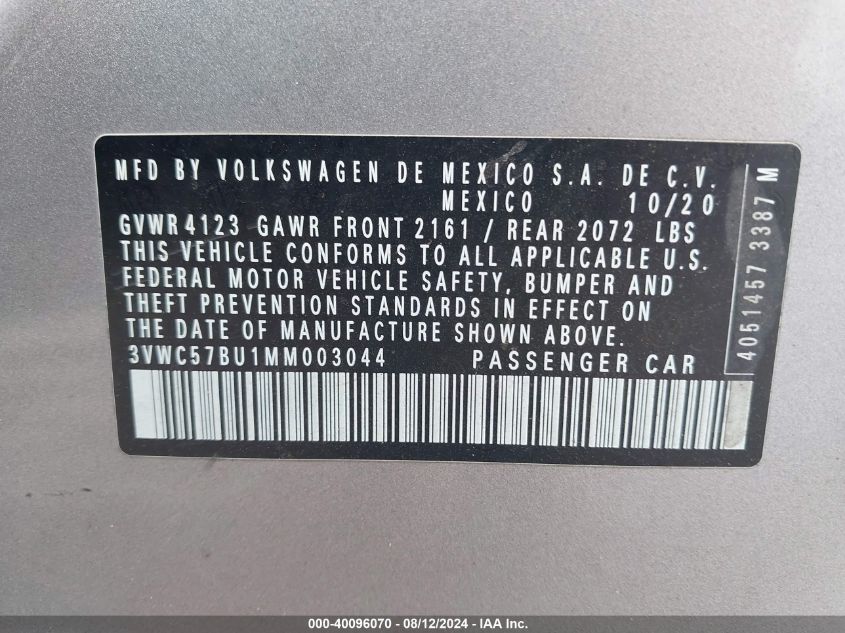 MFD BY VOLKSWAGEN DE MEXICO S.A. DE C.V.
MEXICO 10/20
GVWR 4123 GAWR FRONT 2161 / REAR 2072 LBS
THIS VEHICLE CONFORMS TO ALL APPLICABLE U.S.
FEDERAL MOTOR VEHICLE SAFETY, BUMPER AND
THEFT PREVENTION STANDARDS IN EFFECT ON
THE DATE OF MANUFACTURE SHOWN ABOVE.
3VWC57BU1MM003044 PASSENGER CAR
4051457 3387 M
000-40096070 - 08/12/2024 - IAA Inc.